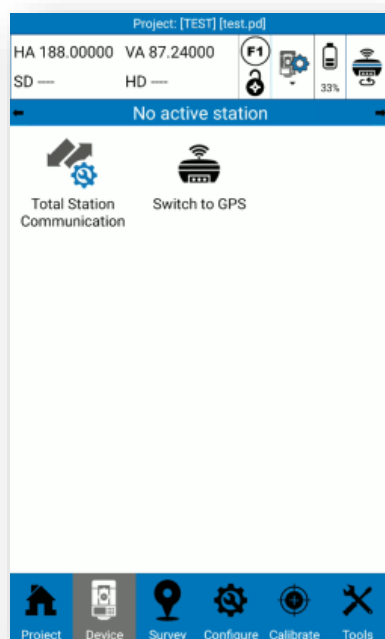 Project: [TEST] [test.pd]
HA 188.00000 VA 87.24000 F1
SD --- HD --- 33%
No active station
Total Station Communication
Switch to GPS
Project Device Survey Configure Calibrate Tools